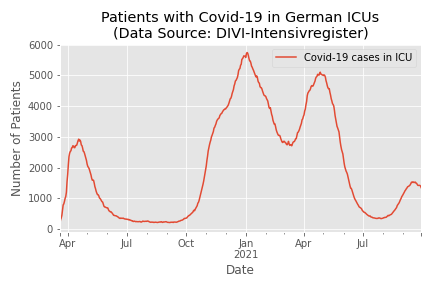 Patients with Covid-19 in German ICUs
(Data Source: DIVI-Intensivregister)
Covid-19 cases in ICU
Number of Patients
6000
5000
4000
3000
2000
1000
0
Apr Jul Oct Jan Apr Jul
2021
Date